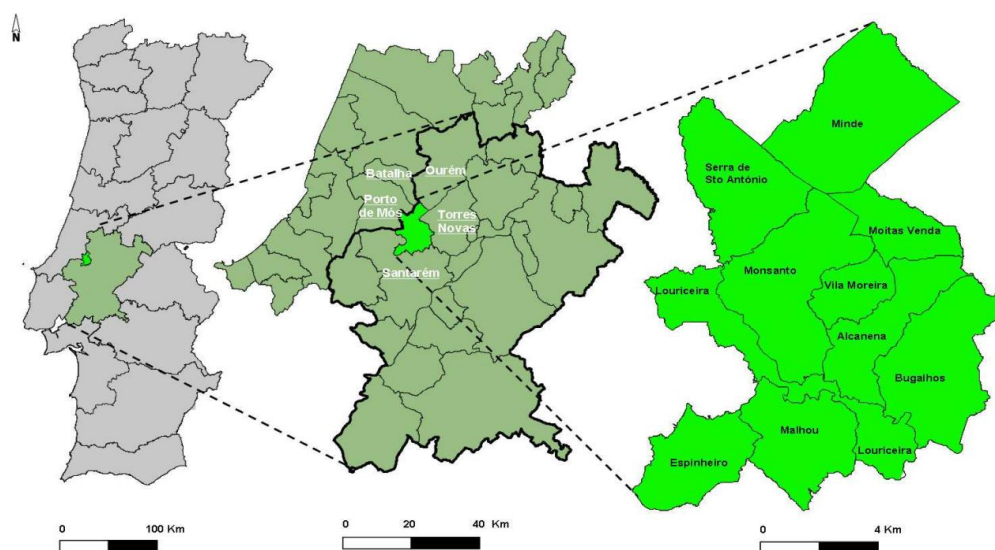 N
Batalha
Ourém
Porto
de Mós
Torres
Novas
Santarém
Minde
Serra de
Sto António
Moitas Venda
Monsanto
Louriceira
Vila Moreira
Alcanena
Bugalhos
Malhou
Espinheiro
Louriceira
0 100 Km
0 20 40 Km
0 4 Km